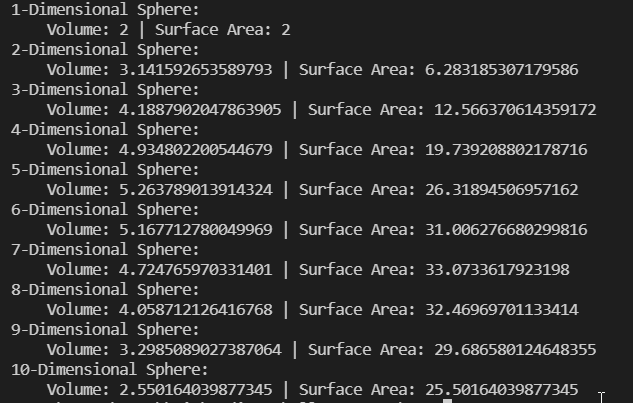 1-Dimensional Sphere:
Volume: 2 | Surface Area: 2
2-Dimensional Sphere:
Volume: 3.141592653589793 | Surface Area: 6.283185307179586
3-Dimensional Sphere:
Volume: 4.1887902047863905 | Surface Area: 12.566370614359172
4-Dimensional Sphere:
Volume: 4.934802200544679 | Surface Area: 19.739208802178716
5-Dimensional Sphere:
Volume: 5.263789013914324 | Surface Area: 26.31894506957162
6-Dimensional Sphere:
Volume: 5.167712780049969 | Surface Area: 31.006276680299816
7-Dimensional Sphere:
Volume: 4.724765970331401 | Surface Area: 33.0733617923198
8-Dimensional Sphere:
Volume: 4.058712126416768 | Surface Area: 32.46969701133414
9-Dimensional Sphere:
Volume: 3.2985089027387064 | Surface Area: 29.686580124648355
10-Dimensional Sphere:
Volume: 2.550164039877345 | Surface Area: 25.50164039877345